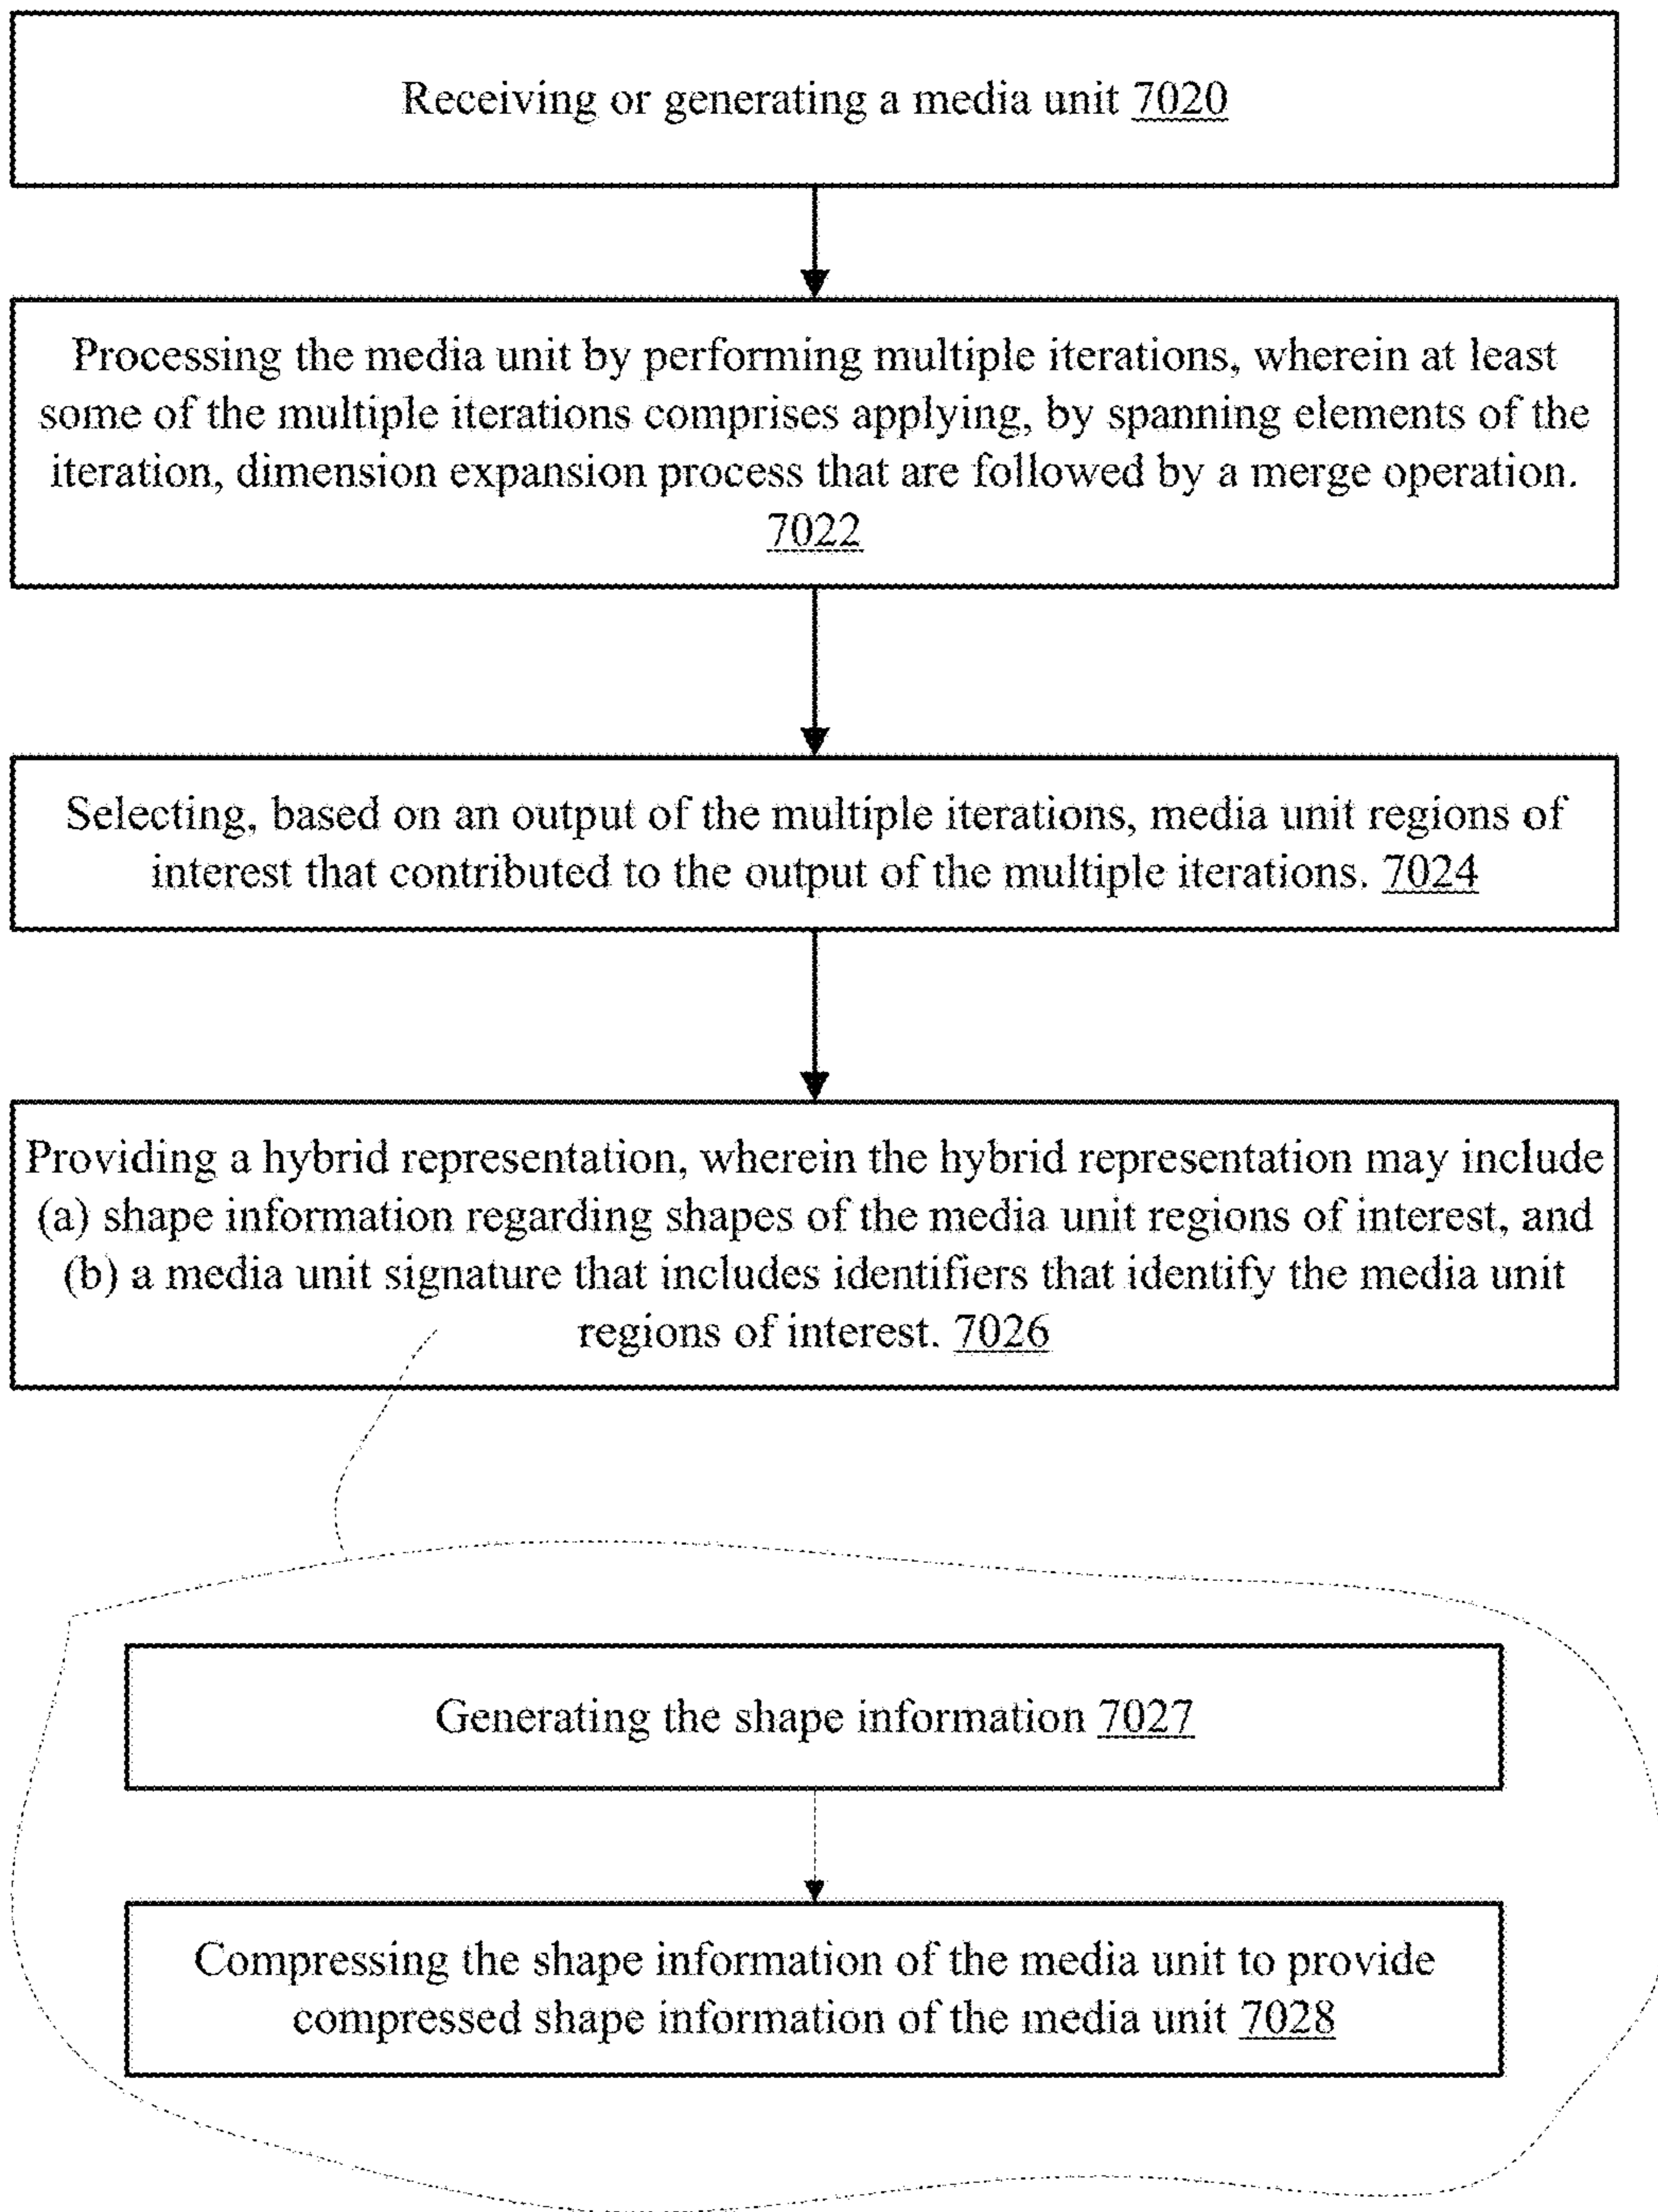 Receiving or generating a media unit 7020
Processing the media unit by performing multiple iterations, wherein at least
some of the multiple iterations comprises applying, by spanning elements of the
iteration, dimension expansion process that are followed by a merge operation.
7022
Selecting, based on an output of the multiple iterations, media unit regions of
interest that contributed to the output of the multiple iterations. 7024
Providing a hybrid representation, wherein the hybrid representation may include
(a) shape information regarding shapes of the media unit regions of interest, and
(b) a media unit signature that includes identifiers that identify the media unit
regions of interest. 7026
Generating the shape information 7027
Compressing the shape information of the media unit to provide
compressed shape information of the media unit 7028